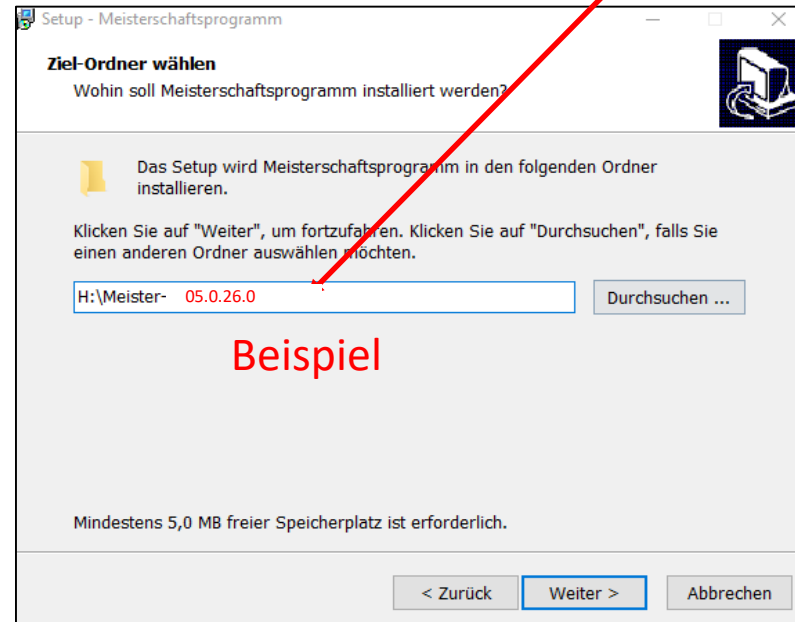 Setup - Meisterschaftsprogramm
Ziel-Ordner wählen
Wohin soll Meisterschaftsprogramm installiert werden?
Das Setup wird Meisterschaftsprogramm in den folgenden Ordner
installieren.
Klicken Sie auf "Weiter", um fortzufahren. Klicken Sie auf "Durchsuchen", falls Sie
einen anderen Ordner auswählen möchten.
H:\Meister- 05.0.26.0
Durchsuchen ...
Beispiel
Mindestens 5,0 MB freier Speicherplatz ist erforderlich.
< Zurück
Weiter >
Abbrechen